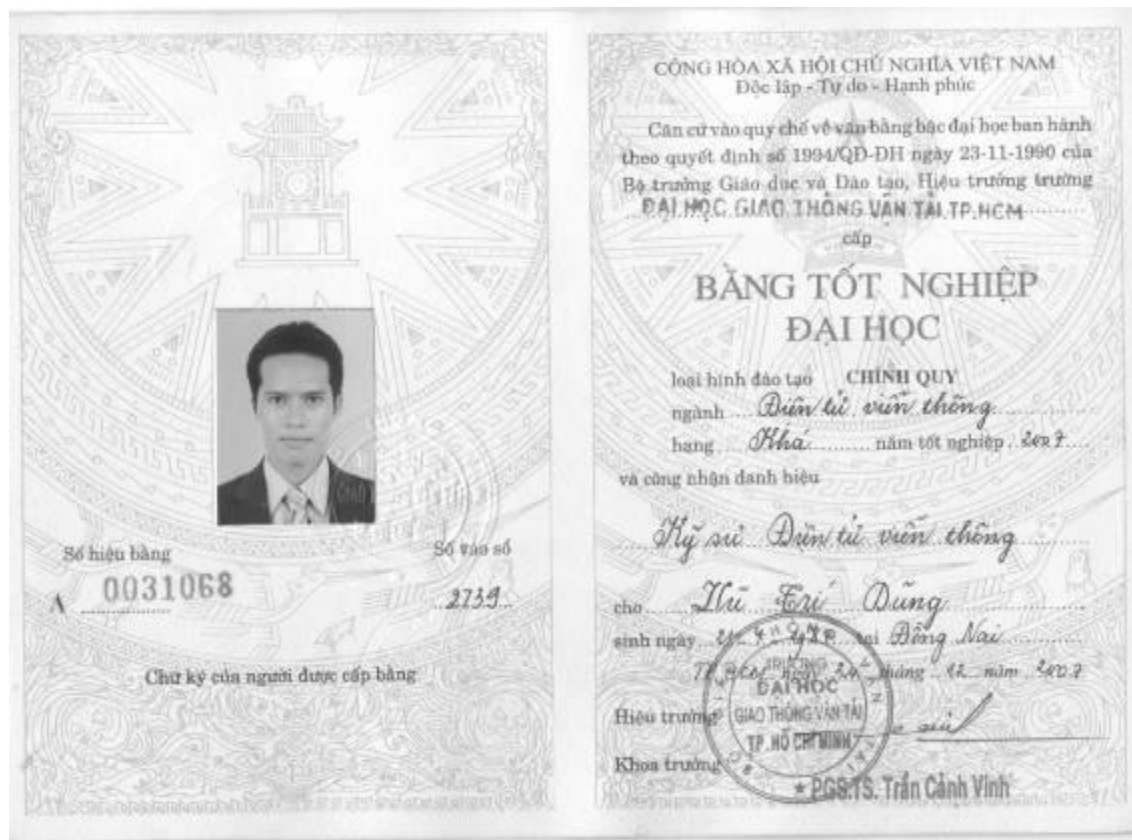 Số hiệu bằng
A 0031068
Số vào sổ
2739
Chữ ký của người được cấp bằng
CỘNG HÒA XÃ HỘI CHỦ NGHĨA VIỆT NAM
Độc lập - Tự do - Hạnh phúc
Căn cứ vào quy chế về văn bằng bậc đại học ban hành
theo quyết định số 1994/QĐ-ĐH ngày 23-11-1990 của
Bộ trưởng Giáo dục và Đào tạo, Hiệu trưởng trường
ĐẠI HỌC GIAO THÔNG VẬN TẢI TP.HCM
cấp
BẰNG TỐT NGHIỆP
ĐẠI HỌC
loại hình đào tạo CHÍNH QUY
ngành Điện tử viễn thông
hạng Khá năm tốt nghiệp 2007
và công nhận danh hiệu
Kỹ sư Điện tử viễn thông
cho Trí Dũng
sinh ngày tại Đồng Nai
TP.HCM ngày 24 tháng 12 năm 2007
Hiệu trưởng
Khoa trưởng
TRƯỜNG
ĐẠI HỌC
GIAO THÔNG VẬN TẢI
TP. HỒ CHÍ MINH
PGS.TS. Trần Cảnh Vinh